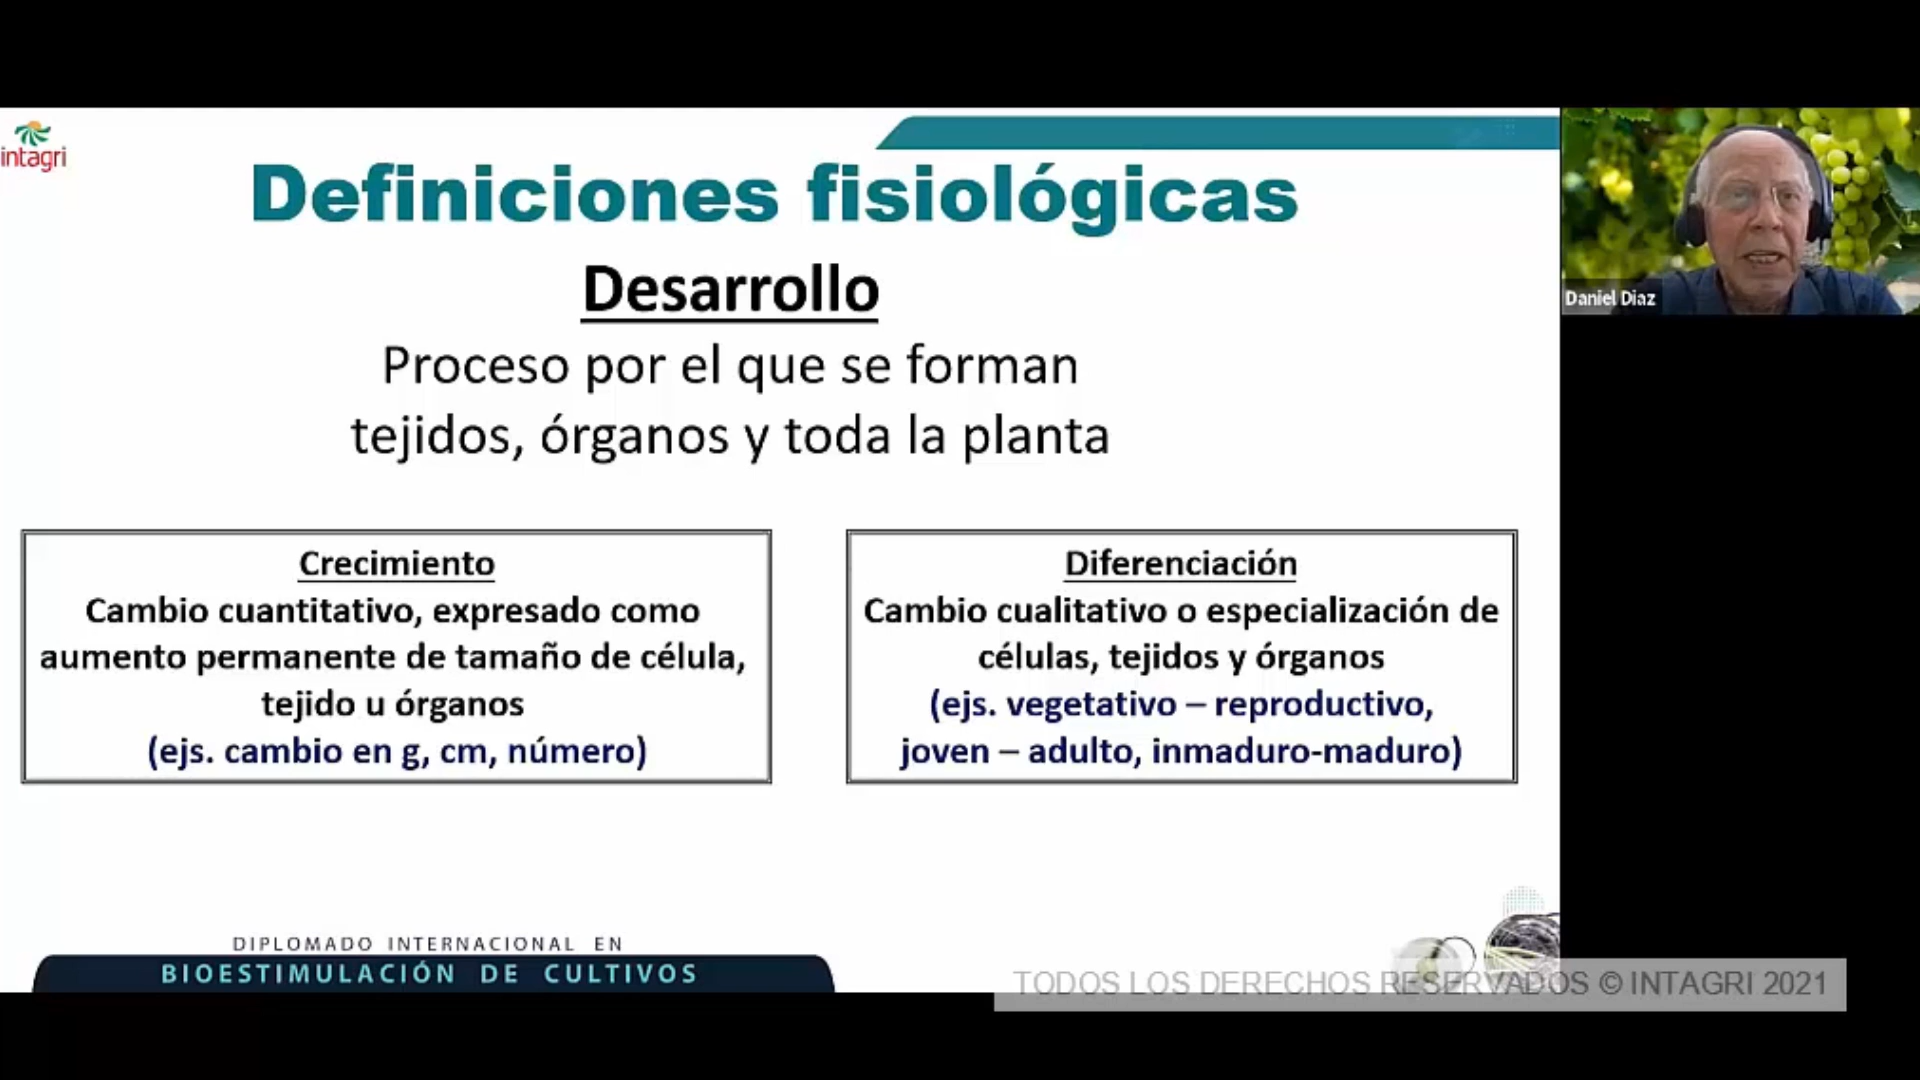 intagri
Definiciones fisiológicas
Desarrollo
Proceso por el que se forman
tejidos, órganos y toda la planta
Crecimiento
Cambio cuantitativo, expresado como
aumento permanente de tamaño de célula,
tejido u órganos
(ejs. cambio en g, cm, número)
Diferenciación
Cambio cualitativo o especialización de
células, tejidos y órganos
(ejs. vegetativo – reproductivo,
joven – adulto, inmaduro-maduro)
Daniel Diaz
DIPLOMADO INTERNACIONAL EN
BIOESTIMULACIÓN DE CULTIVOS
TODOS LOS DERECHOS RESERVADOS © INTAGRI 2021